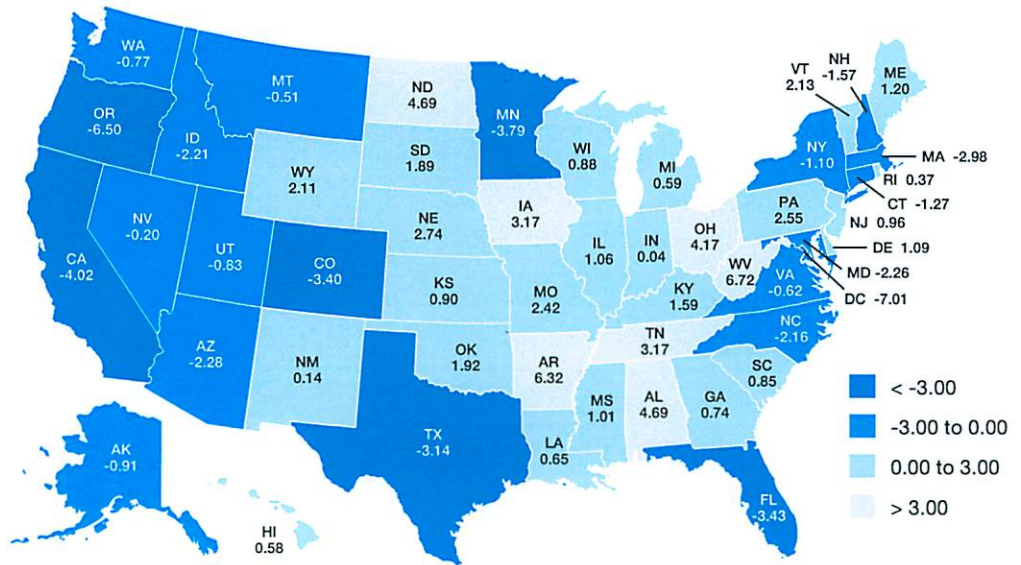 WA
-0.77
OR
-6.50
CA
-4.02
NV
-0.20
ID
-2.21
MT
-0.51
WY
2.11
UT
-0.83
CO
-3.40
AZ
-2.28
NM
0.14
ND
4.69
SD
1.89
NE
2.74
KS
0.90
OK
1.92
TX
-3.14
MN
-3.79
IA
3.17
MO
2.42
AR
6.32
LA
0.65
WI
0.88
IL
1.06
MI
0.59
IN
0.04
OH
4.17
KY
1.59
TN
3.17
MS
1.01
AL
4.69
GA
0.74
FL
-3.43
SC
0.85
NC
-2.16
VA
-0.62
WV
6.72
PA
2.55
NY
-1.10
VT
2.13
NH
-1.57
ME
1.20
MA -2.98
RI 0.37
CT -1.27
NJ 0.96
DE 1.09
MD -2.26
DC -7.01
AK
-0.91
HI
0.58
< -3.00
-3.00 to 0.00
0.00 to 3.00
> 3.00